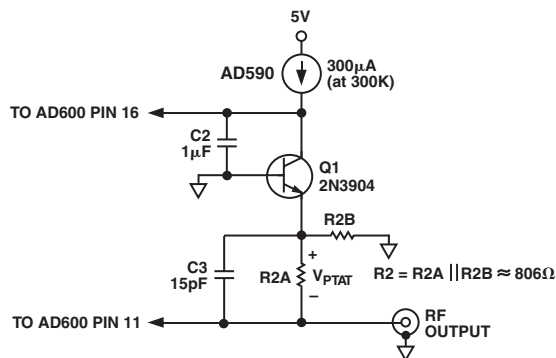 5V
AD590
300µA
(at 300K)
TO AD600 PIN 16
C2
1µF
Q1
2N3904
R2B
C3
15pF
R2A
+
VPTAT
–
R2 = R2A || R2B ≈ 806Ω
TO AD600 PIN 11
RF
OUTPUT